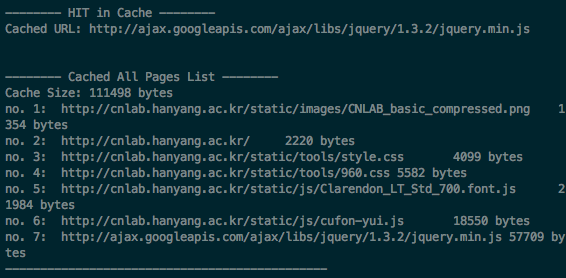 -------- HIT in Cache --------
Cached URL: http://ajax.googleapis.com/ajax/libs/jquery/1.3.2/jquery.min.js
-------- Cached All Pages List --------
Cache Size: 111498 bytes
no. 1:  http://cnlab.hanyang.ac.kr/static/images/CNLAB_basic_compressed.png    1
354 bytes
no. 2:  http://cnlab.hanyang.ac.kr/     2220 bytes
no. 3:  http://cnlab.hanyang.ac.kr/static/tools/style.css       4099 bytes
no. 4:  http://cnlab.hanyang.ac.kr/static/tools/960.css 5582 bytes
no. 5:  http://cnlab.hanyang.ac.kr/static/js/Clarendon_LT_Std_700.font.js      2
1984 bytes
no. 6:  http://cnlab.hanyang.ac.kr/static/js/cufon-yui.js       18550 bytes
no. 7:  http://ajax.googleapis.com/ajax/libs/jquery/1.3.2/jquery.min.js 57709 by
tes
----------------------------------------------